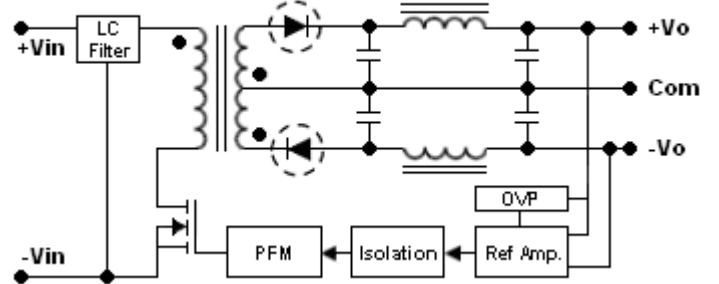 LC
Filter
+Vin
+Vo
Com
-Vo
OVP
-Vin
PFM
Isolation
Ref Amp.